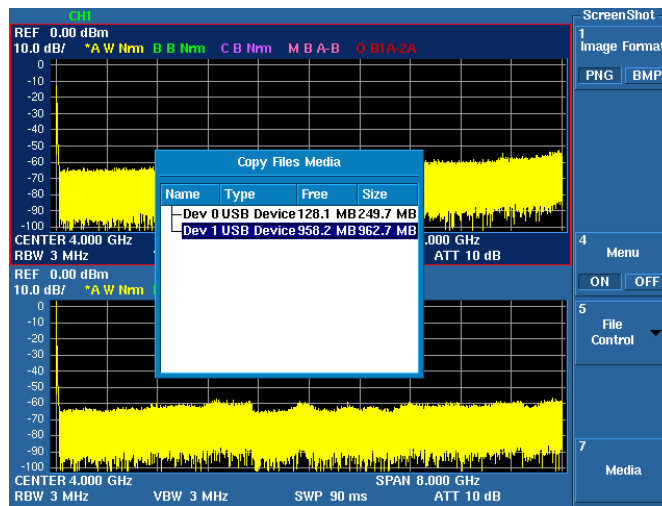 CH1
REF 0.00 dBm
10.0 dB/ *A W Nrm B B Nrm C B Nrm M B A-B O B1A-2A
0
-10
-20
-30
-40
-50
-60
-70
-80
-90
-100
CENTER 4.000 GHz .000 GHz
RBW 3 MHz ATT 10 dB
Copy Files Media
Name Type Free Size
Dev 0 USB Device 128.1 MB 249.7 MB
Dev 1 USB Device 958.2 MB 962.7 MB
REF 0.00 dBm
10.0 dB/ *A W Nrm
0
-10
-20
-30
-40
-50
-60
-70
-80
-90
-100
CENTER 4.000 GHz SPAN 8.000 GHz
RBW 3 MHz VBW 3 MHz SWP 90 ms ATT 10 dB
ScreenShot
1
Image Format
PNG BMP
4
Menu
ON OFF
5
File
Control
7
Media